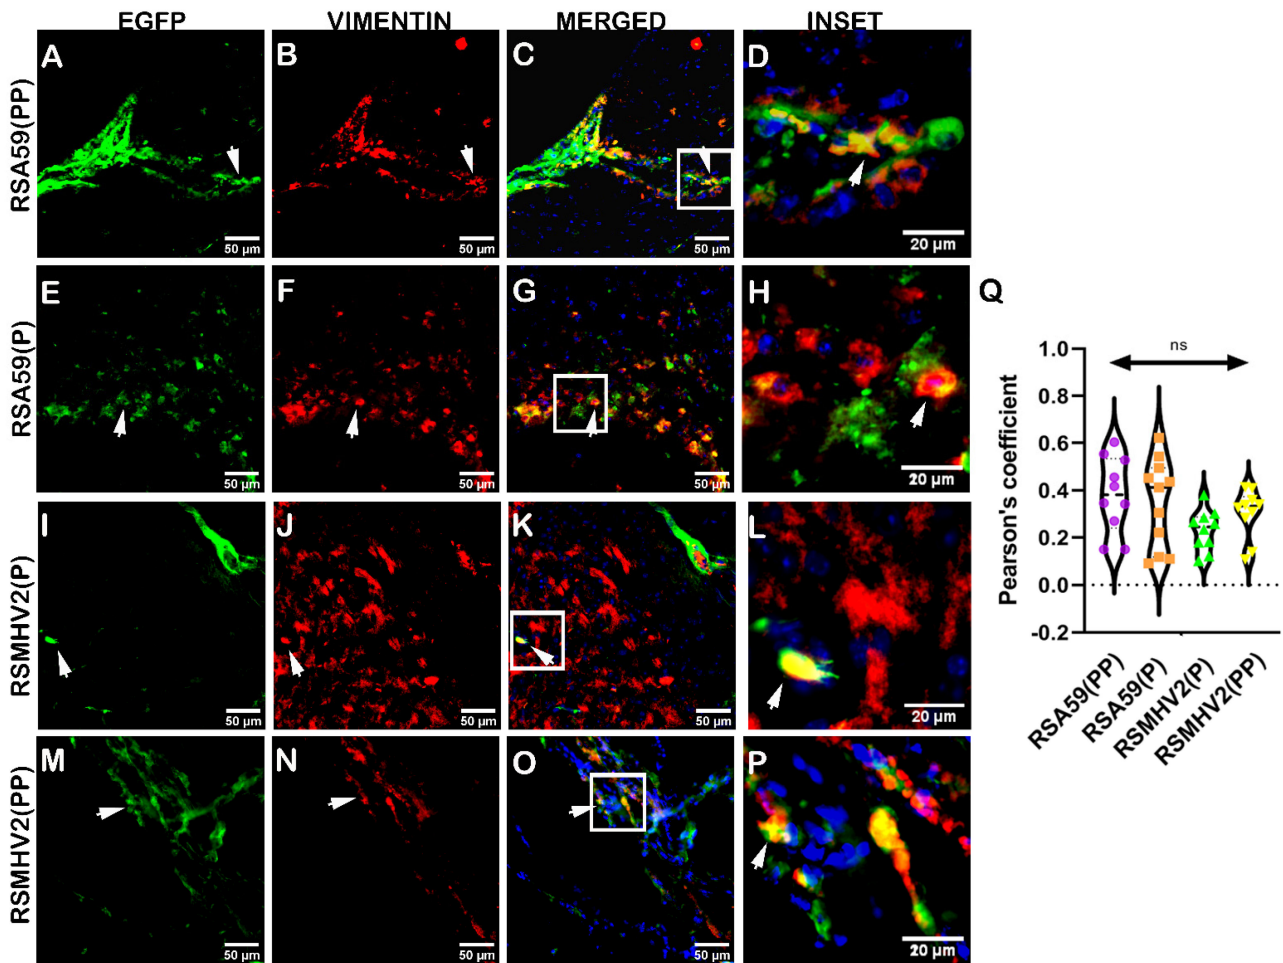 EGFP VIMENTIN MERGED INSET
RSA59(PP)
A B C D
50 µm 50 µm 50 µm 20 µm
RSA59(P)
E F G H
50 µm 50 µm 50 µm 20 µm
RSMHV2(P)
I J K L
50 µm 50 µm 50 µm 20 µm
RSMHV2(PP)
M N O P
50 µm 50 µm 50 µm 20 µm
Q
ns
Pearson's coefficient
1.0
0.8
0.6
0.4
0.2
0.0
-0.2
RSA59(PP)
RSA59(P)
RSMHV2(P)
RSMHV2(PP)